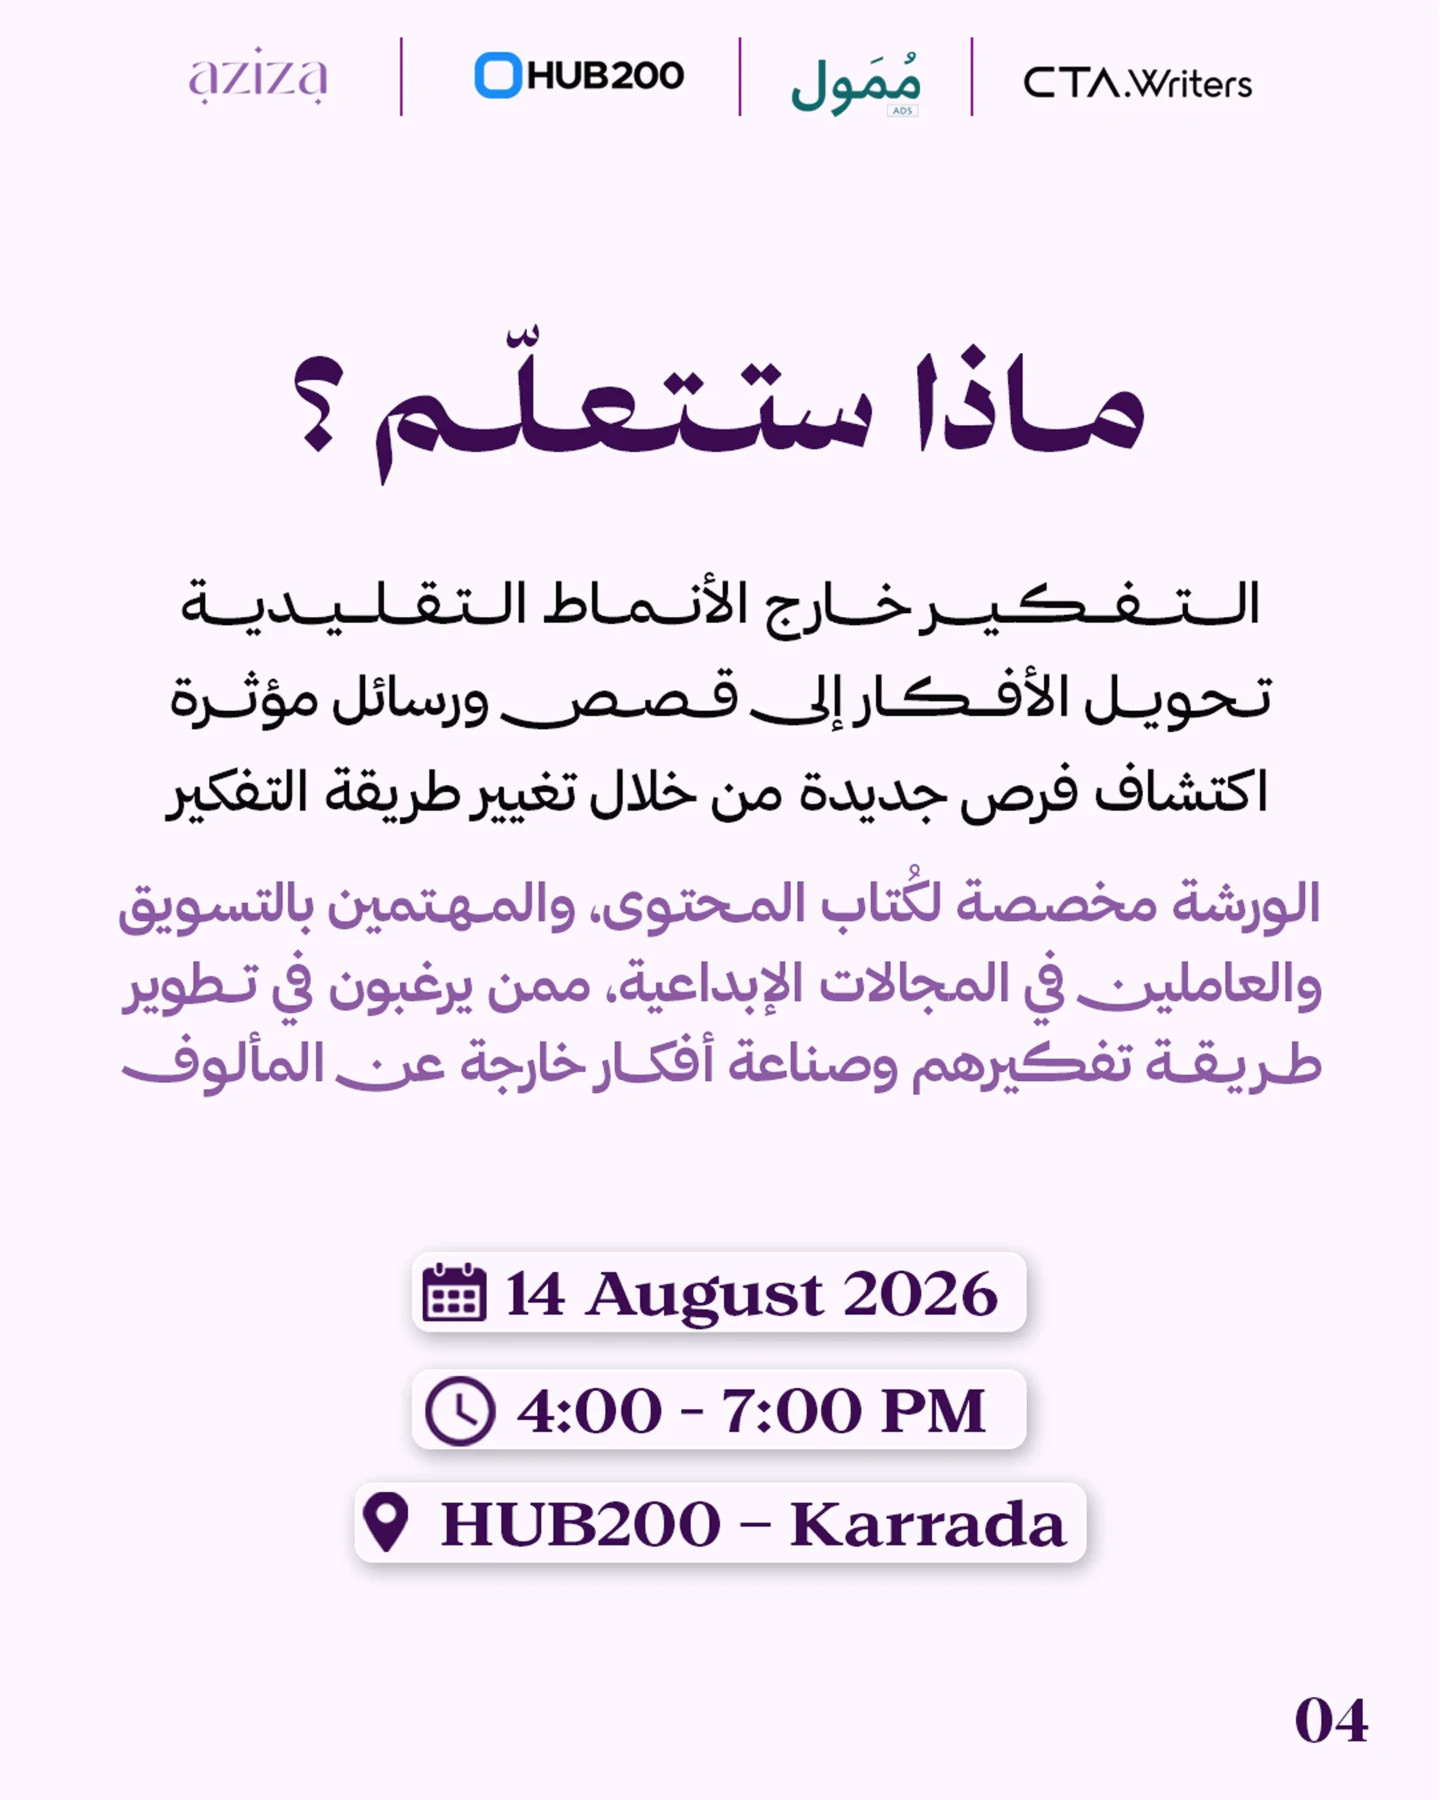 aziza
HUB200
مُمَول
ADS
CTA.Writers
ماذا ستتعلّم ؟
التفكير خارج الأنماط التقليدية
تحويل الأفكار إلى قصص ورسائل مؤثرة
اكتشاف فرص جديدة من خلال تغيير طريقة التفكير
الورشة مخصصة لكُتاب المحتوى، والمهتمين بالتسويق
والعاملين في المجالات الإبداعية، ممن يرغبون في تطوير
طريقة تفكيرهم وصناعة أفكار خارجة عن المألوف
14 August 2026
4:00 - 7:00 PM
HUB200 – Karrada
04